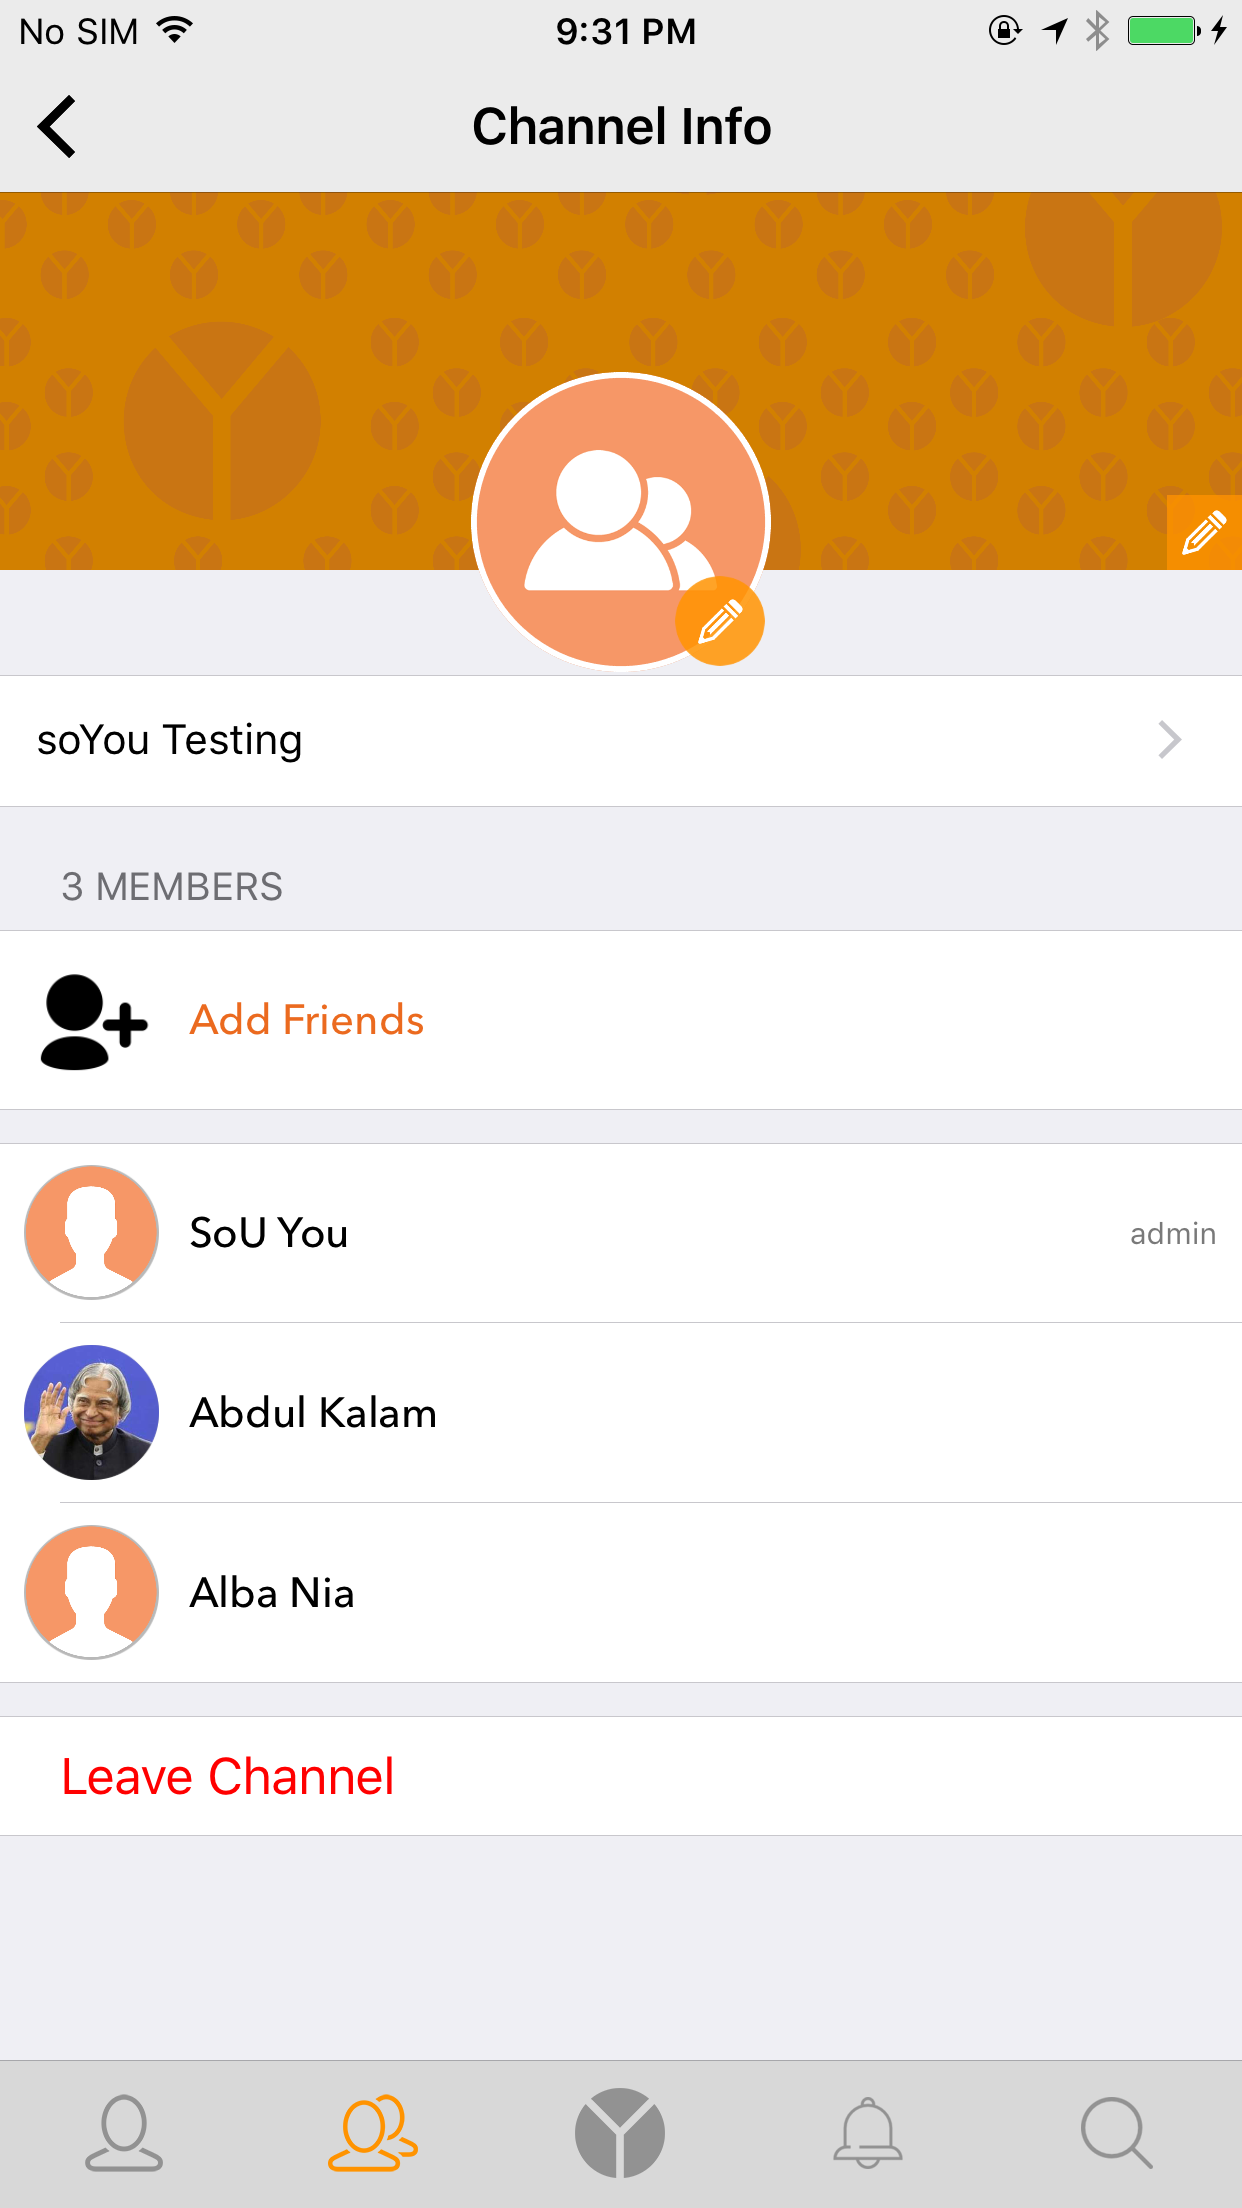 No SIM 9:31 PM
Channel Info
soYou Testing
3 MEMBERS
Add Friends
SoU You admin
Abdul Kalam
Alba Nia
Leave Channel